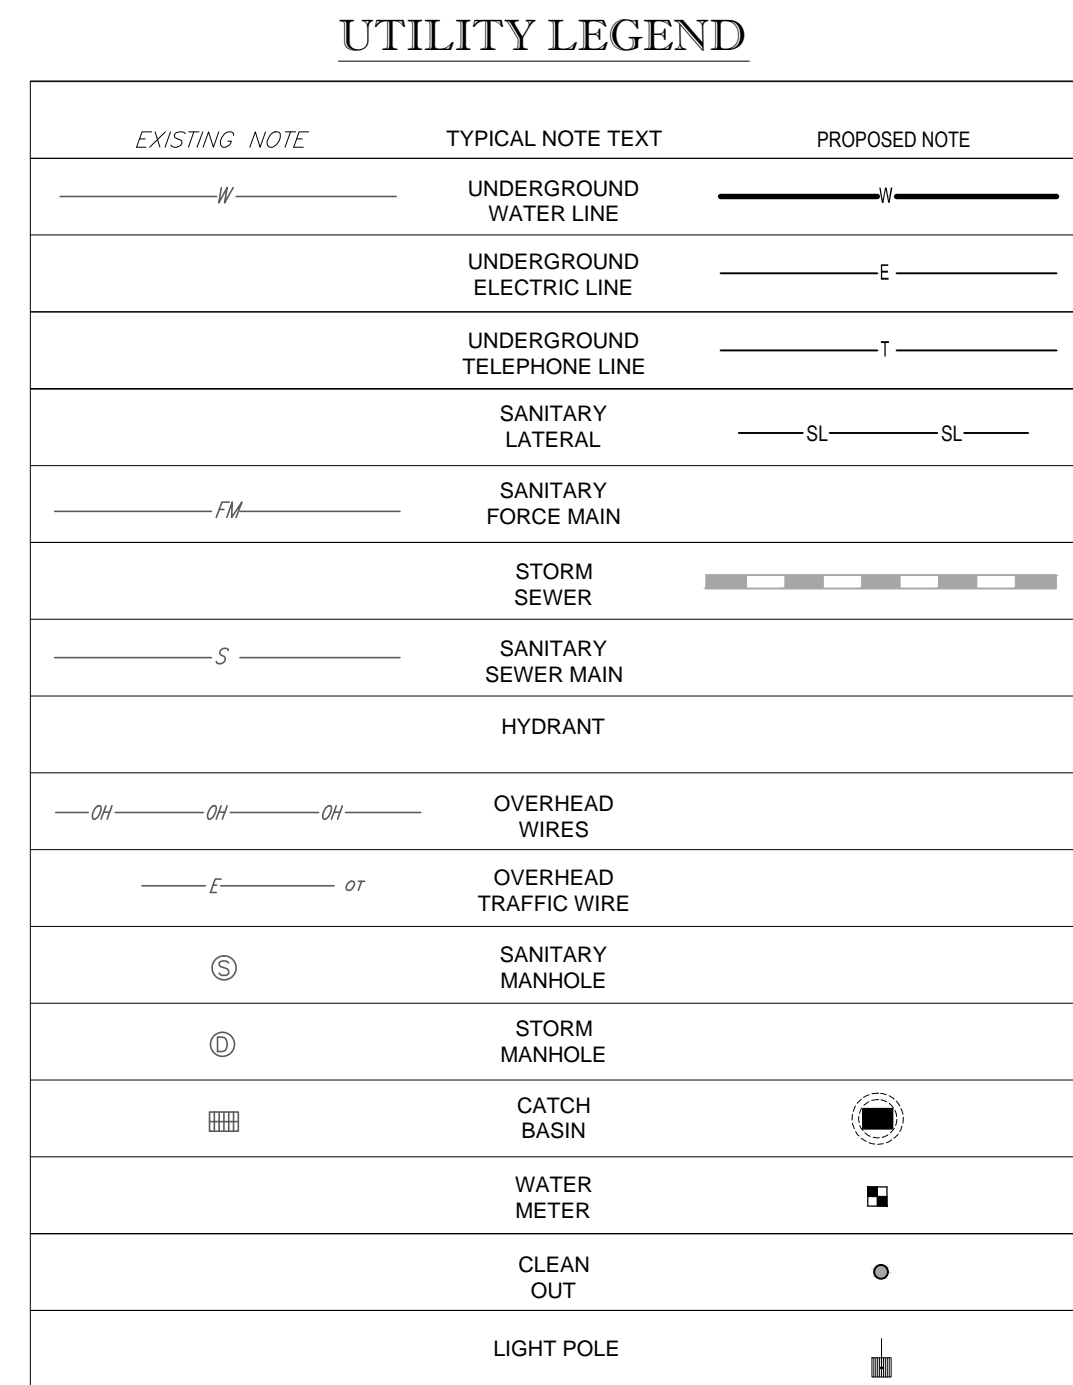 UTILITY LEGEND
EXISTING NOTE
TYPICAL NOTE TEXT
PROPOSED NOTE
W
UNDERGROUND
WATER LINE
W
UNDERGROUND
ELECTRIC LINE
E
UNDERGROUND
TELEPHONE LINE
T
SANITARY
LATERAL
SL SL
FM
SANITARY
FORCE MAIN
STORM
SEWER
S
SANITARY
SEWER MAIN
HYDRANT
OH OH OH
OVERHEAD
WIRES
E OT
OVERHEAD
TRAFFIC WIRE
S
SANITARY
MANHOLE
D
STORM
MANHOLE
CATCH
BASIN
WATER
METER
CLEAN
OUT
LIGHT POLE